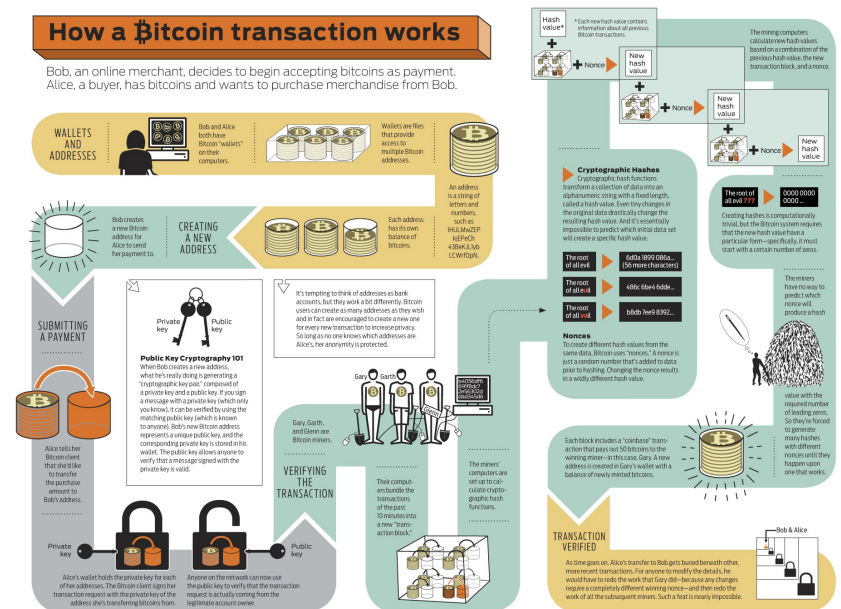 How a Bitcoin transaction works
Bob, an online merchant, decides to begin accepting bitcoins as payment.
Alice, a buyer, has bitcoins and wants to purchase merchandise from Bob.
WALLETS
AND
ADDRESSES
Bob and Alice
both have
Bitcoin "wallets"
on their
computers.
Wallets are files
that provide
access to
multiple Bitcoin
addresses.
An address
is a string of
letters and
numbers,
such as
1HULMwZEP
kjEPeCh
43BeKJL1yb
LCWrfDpN.
Each address
has its own
balance of
bitcoins.
CREATING
A NEW
ADDRESS
Bob creates
a new Bitcoin
address for
Alice to send
her payment to.
SUBMITTING
A PAYMENT
Private
key
Public
key
Public Key Cryptography 101
When Bob creates a new address,
what he's really doing is generating a
"cryptographic key pair," composed of
a private key and a public key. If you sign
a message with a private key (which only
you know), it can be verified by using the
matching public key (which is known
to anyone). Bob's new Bitcoin address
represents a unique public key, and the
corresponding private key is stored in his
wallet. The public key allows anyone to
verify that a message signed with the
private key is valid.
It's tempting to think of addresses as bank
accounts, but they work a bit differently. Bitcoin
users can create as many addresses as they wish
and in fact are encouraged to create a new one
for every new transaction to increase privacy.
So long as no one knows which addresses are
Alice's, her anonymity is protected.
Alice tells her
Bitcoin client
that she'd like
to transfer
the purchase
amount to
Bob's address.
Private
key
Public
key
Alice's wallet holds the private key for each
of her addresses. The Bitcoin client signs her
transaction request with the private key of the
address she's transferring bitcoins from.
Anyone on the network can now use
the public key to verify that the transaction
request is actually coming from the
legitimate account owner.
VERIFYING
THE
TRANSACTION
Gary
Garth
Glenn
Gary, Garth,
and Glenn are
Bitcoin miners.
Their comput-
ers bundle the
transactions
of the past
10 minutes into
a new "trans-
action block."
The miners'
computers are
set up to cal-
culate crypto-
graphic hash
functions.
Hash
value*
* Each new hash value contains
information about all previous
Bitcoin transactions.
+
+ Nonce
New
hash
value
+
+ Nonce
New
hash
value
+
+ Nonce
New
hash
value
The mining computers
calculate new hash values
based on a combination of the
previous hash value, the new
transaction block, and a nonce.
Cryptographic Hashes
Cryptographic hash functions
transform a collection of data into an
alphanumeric string with a fixed length,
called a hash value. Even tiny changes in
the original data drastically change the
resulting hash value. And it's essentially
impossible to predict which initial data set
will create a specific hash value.
The root
of all evil
6d0a 1899 086a...
(56 more characters)
The root
of all
486c 6be4 6dde...
The root
of all
b8db 7ee9 8392...
Nonces
To create different hash values from
the same data, Bitcoin uses "nonces." A nonce is
just a random number that's added to data
prior to hashing. Changing the nonce results
in a wildly different hash value.
The root of
all evil ???
0000 0000
0000 ...
Creating hashes is computationally
trivial, but the Bitcoin system requires
that the new hash value have a
particular form—specifically, it must
start with a certain number of zeros.
The miners
have no way to
predict which
nonce will
produce a hash
value with the
required number
of leading zeros.
So they're forced
to generate
many hashes
with different
nonces until they
happen upon
one that works.
Each block includes a "coinbase" trans-
action that pays out 50 bitcoins to the
winning miner—in this case, Gary. A new
address is created in Gary's wallet with a
balance of newly minted bitcoins.
TRANSACTION
VERIFIED
As time goes on, Alice's transfer to Bob gets buried beneath other,
more recent transactions. For anyone to modify the details, he
would have to redo the work that Gary did—because any changes
require a completely different winning nonce—and then redo the
work of all the subsequent miners. Such a feat is nearly impossible.
Bob & Alice